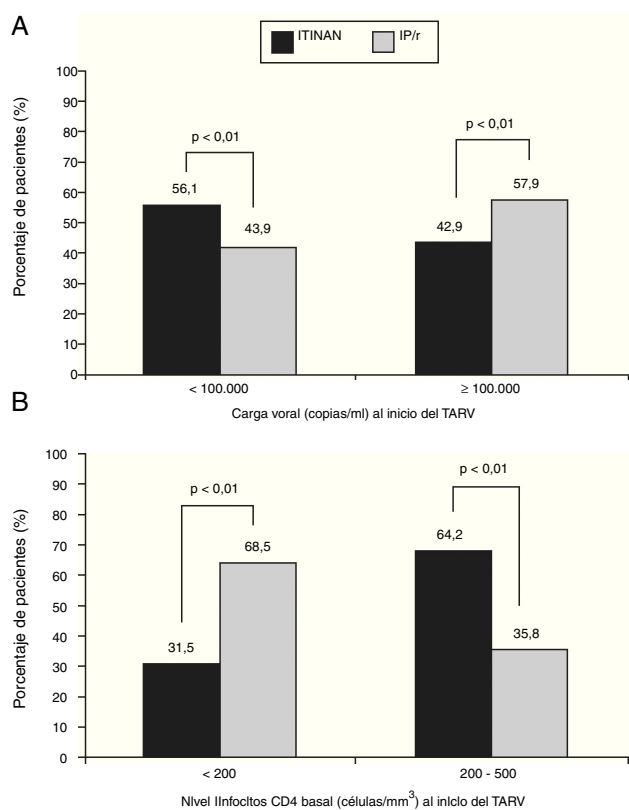 A
ITINAN
IP/r
100
90
80
70
60
50
40
30
20
10
0
Porcentaje de pacientes (%)
p < 0,01
56,1
43,9
p < 0,01
42,9
57,9
< 100.000
≥ 100.000
Carga voral (copias/ml) al inicio del TARV
B
100
90
80
70
60
50
40
30
20
10
0
Porcentaje de pacientes (%)
p < 0,01
31,5
68,5
p < 0,01
64,2
35,8
< 200
200 - 500
NIvel IInfocItos CD4 basal (células/mm³) al inIcIo del TARV